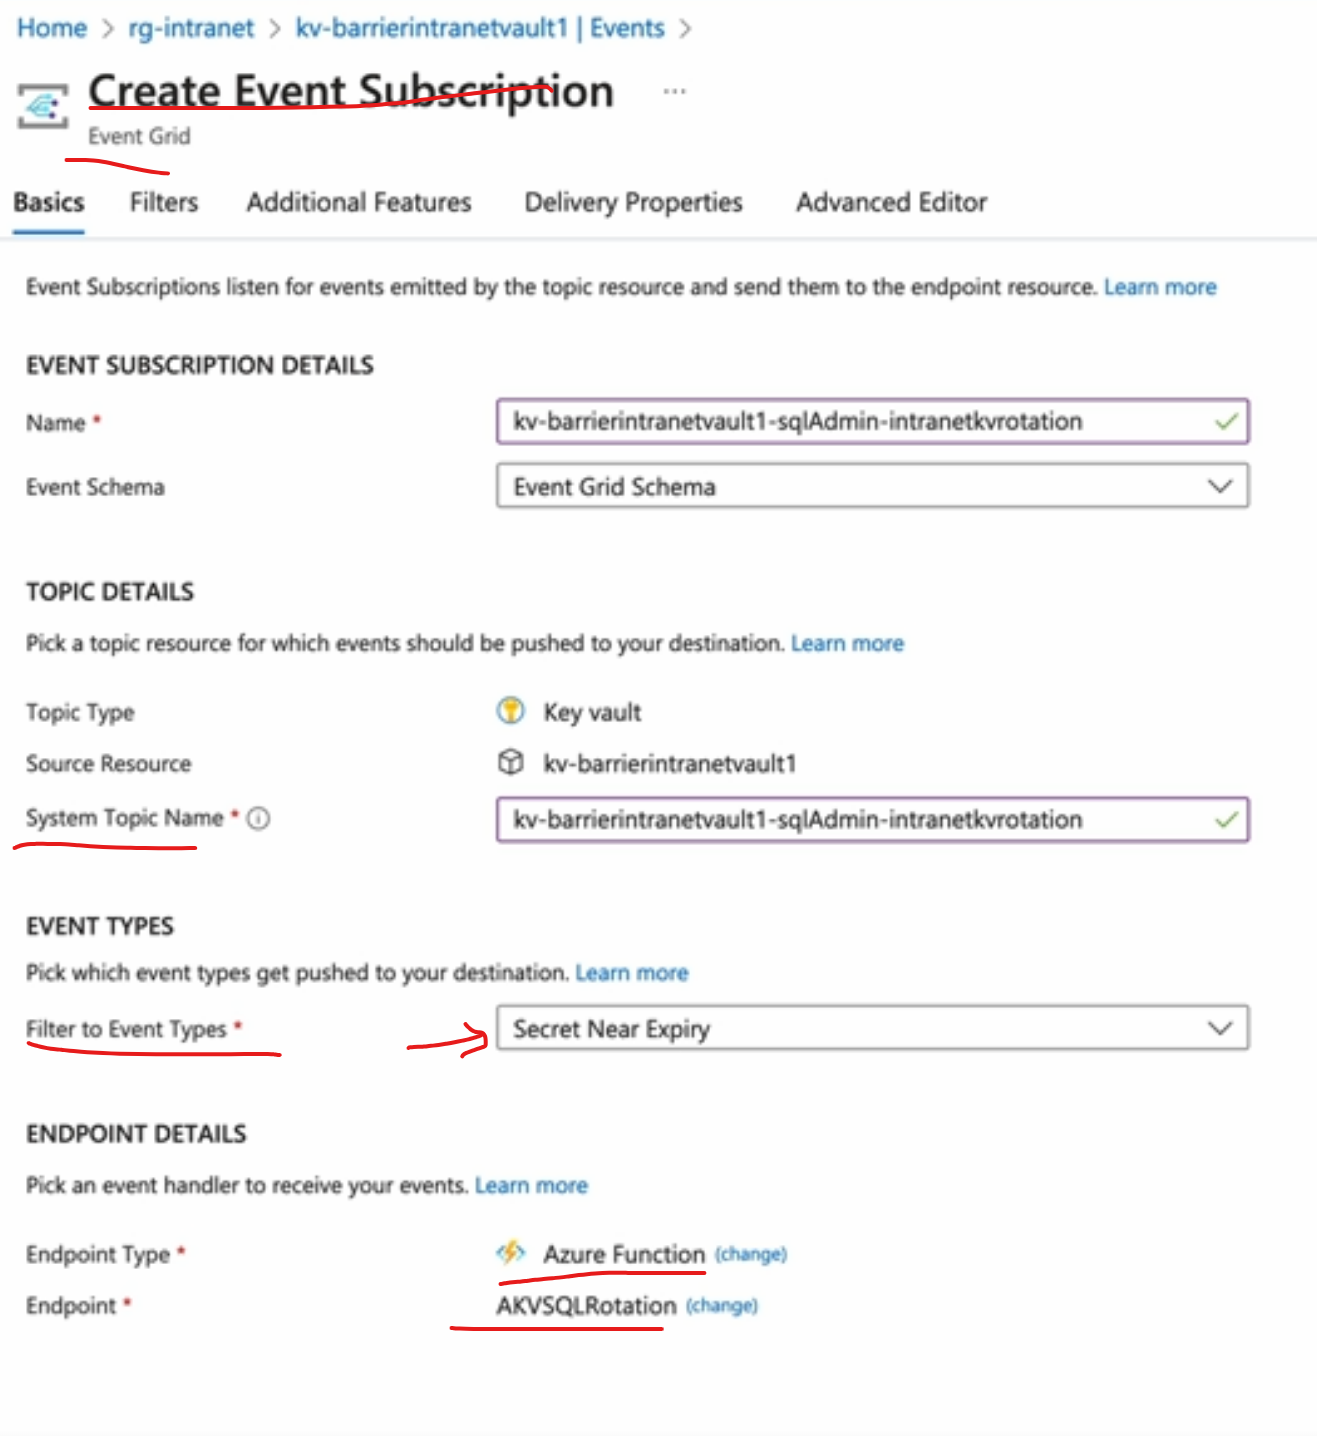 Home > rg-intranet > kv-barrierintranetvault1 | Events >
Create Event Subscription ...
Event Grid
Basics Filters Additional Features Delivery Properties Advanced Editor
Event Subscriptions listen for events emitted by the topic resource and send them to the endpoint resource. Learn more
EVENT SUBSCRIPTION DETAILS
Name * kv-barrierintranetvault1-sqlAdmin-intranetkvrotation
Event Schema Event Grid Schema
TOPIC DETAILS
Pick a topic resource for which events should be pushed to your destination. Learn more
Topic Type Key vault
Source Resource kv-barrierintranetvault1
System Topic Name * kv-barrierintranetvault1-sqlAdmin-intranetkvrotation
EVENT TYPES
Pick which event types get pushed to your destination. Learn more
Filter to Event Types * Secret Near Expiry
ENDPOINT DETAILS
Pick an event handler to receive your events. Learn more
Endpoint Type * Azure Function (change)
Endpoint * AKVSQLRotation (change)